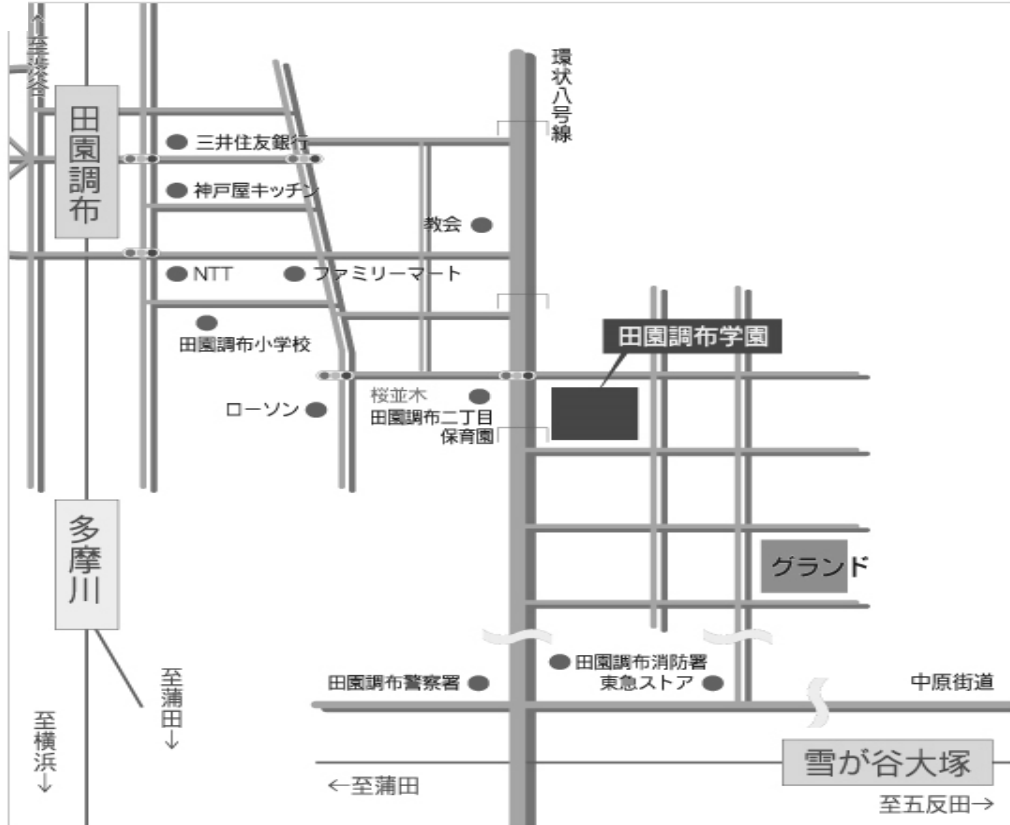 ↑至渋谷
環状八号線
田園調布
三井住友銀行
神戸屋キッチン
教会
NTT
ファミリーマート
田園調布学園
田園調布小学校
桜並木
ローソン
田園調布二丁目
保育園
多摩川
グランド
田園調布消防署
田園調布警察署
東急ストア
中原街道
至蒲田↓
至横浜↓
雪が谷大塚
←至蒲田
至五反田→